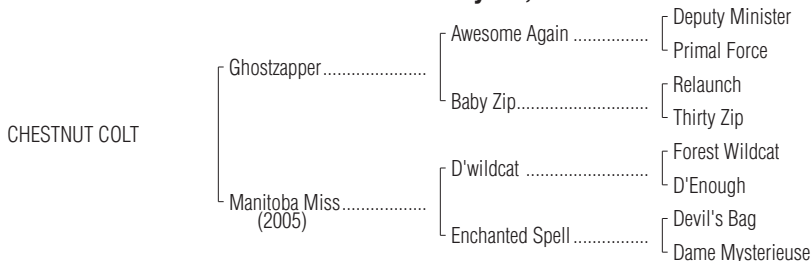 Deputy Minister
Awesome Again ................
Primal Force
Ghostzapper......................
Relaunch
Baby Zip............................
Thirty Zip
CHESTNUT COLT
Forest Wildcat
D'wildcat ..........................
D'Enough
Manitoba Miss..................
(2005)
Devil's Bag
Enchanted Spell................
Dame Mysterieuse